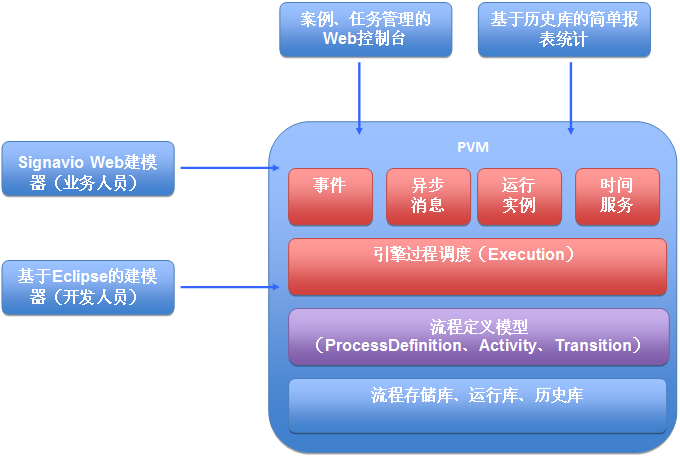 案例、任务管理的
Web控制台
基于历史库的简单报
表统计
PVM
Signavio Web建模
器（业务人员）
事件
异步
消息
运行
实例
时间
服务
引擎过程调度（Execution）
基于Eclipse的建模
器（开发人员）
流程定义模型
（ProcessDefinition、Activity、Transition）
流程存储库、运行库、历史库